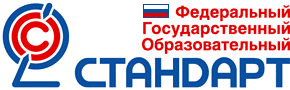 Федеральный
Государственный
Образовательный
СТАНДАРТ